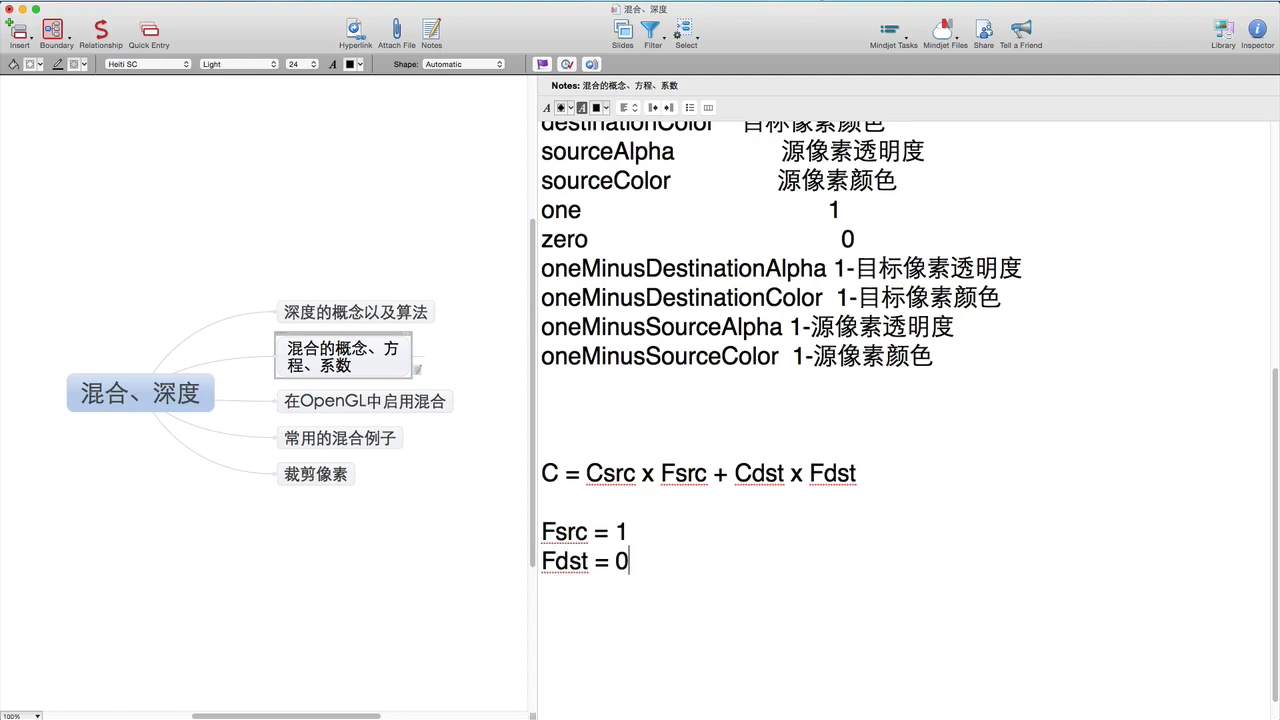 混合、深度
Insert
Boundary
Relationship
Quick Entry
Hyperlink
Attach File
Notes
Slides
Filter
Select
Mindjet Tasks
Mindjet Files
Share
Tell a Friend
Library
Inspector
Heiti SC
Light
24
A
Shape:
Automatic
Notes: 混合的概念、方程、系数
destinationColor 目标像素颜色
sourceAlpha 源像素透明度
sourceColor 源像素颜色
one 1
zero 0
oneMinusDestinationAlpha 1-目标像素透明度
oneMinusDestinationColor 1-目标像素颜色
oneMinusSourceAlpha 1-源像素透明度
oneMinusSourceColor 1-源像素颜色
C = Csrc x Fsrc + Cdst x Fdst
Fsrc = 1
Fdst = 0
混合、深度
深度的概念以及算法
混合的概念、方
程、系数
在OpenGL中启用混合
常用的混合例子
裁剪像素
100%